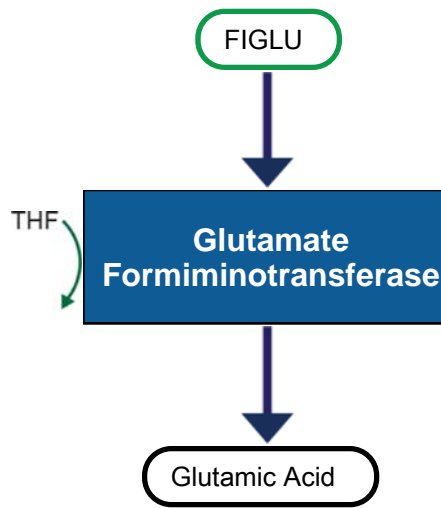 FIGLU
THF
Glutamate
Formiminotransferase
Glutamic Acid